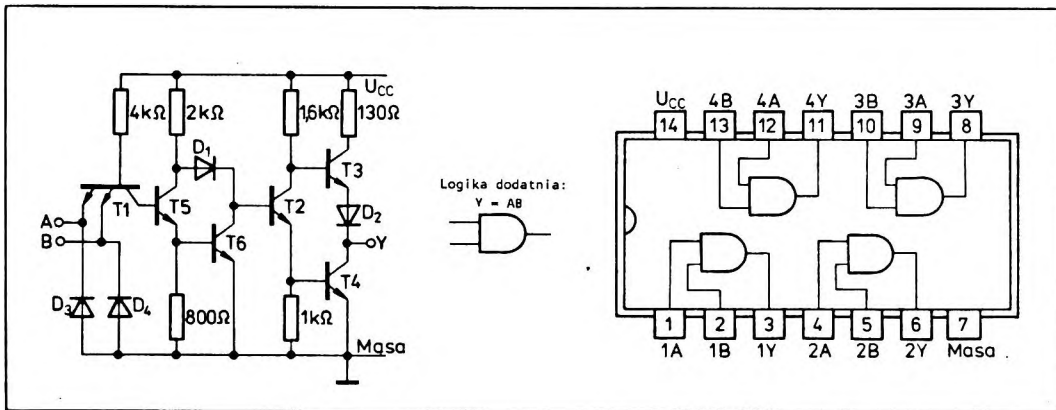 UCC
4kΩ 2kΩ 1,6kΩ 130Ω
D1
T3
T1 T5 T2
A
B
T6
D2
Y
T4
D3 D4
800Ω 1kΩ
Masa
Logika dodatnia:
Y = AB
UCC 4B 4A 4Y 3B 3A 3Y
14 13 12 11 10 9 8
1 2 3 4 5 6 7
1A 1B 1Y 2A 2B 2Y Masa